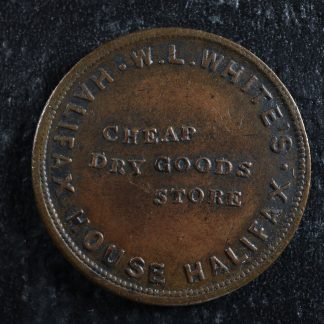 HALIFAX · W.L. WHITE'S · HOUSE HALIFAX ·
CHEAP
DRY GOODS
STORE